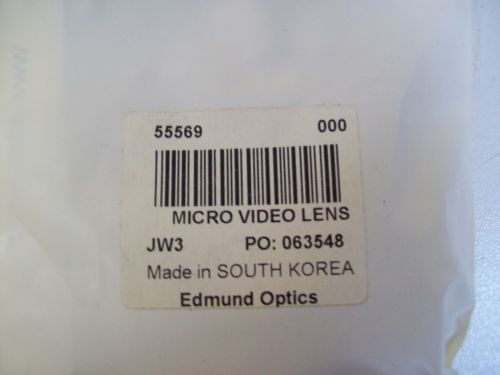 55569 000
MICRO VIDEO LENS
JW3 PO: 063548
Made in SOUTH KOREA
Edmund Optics